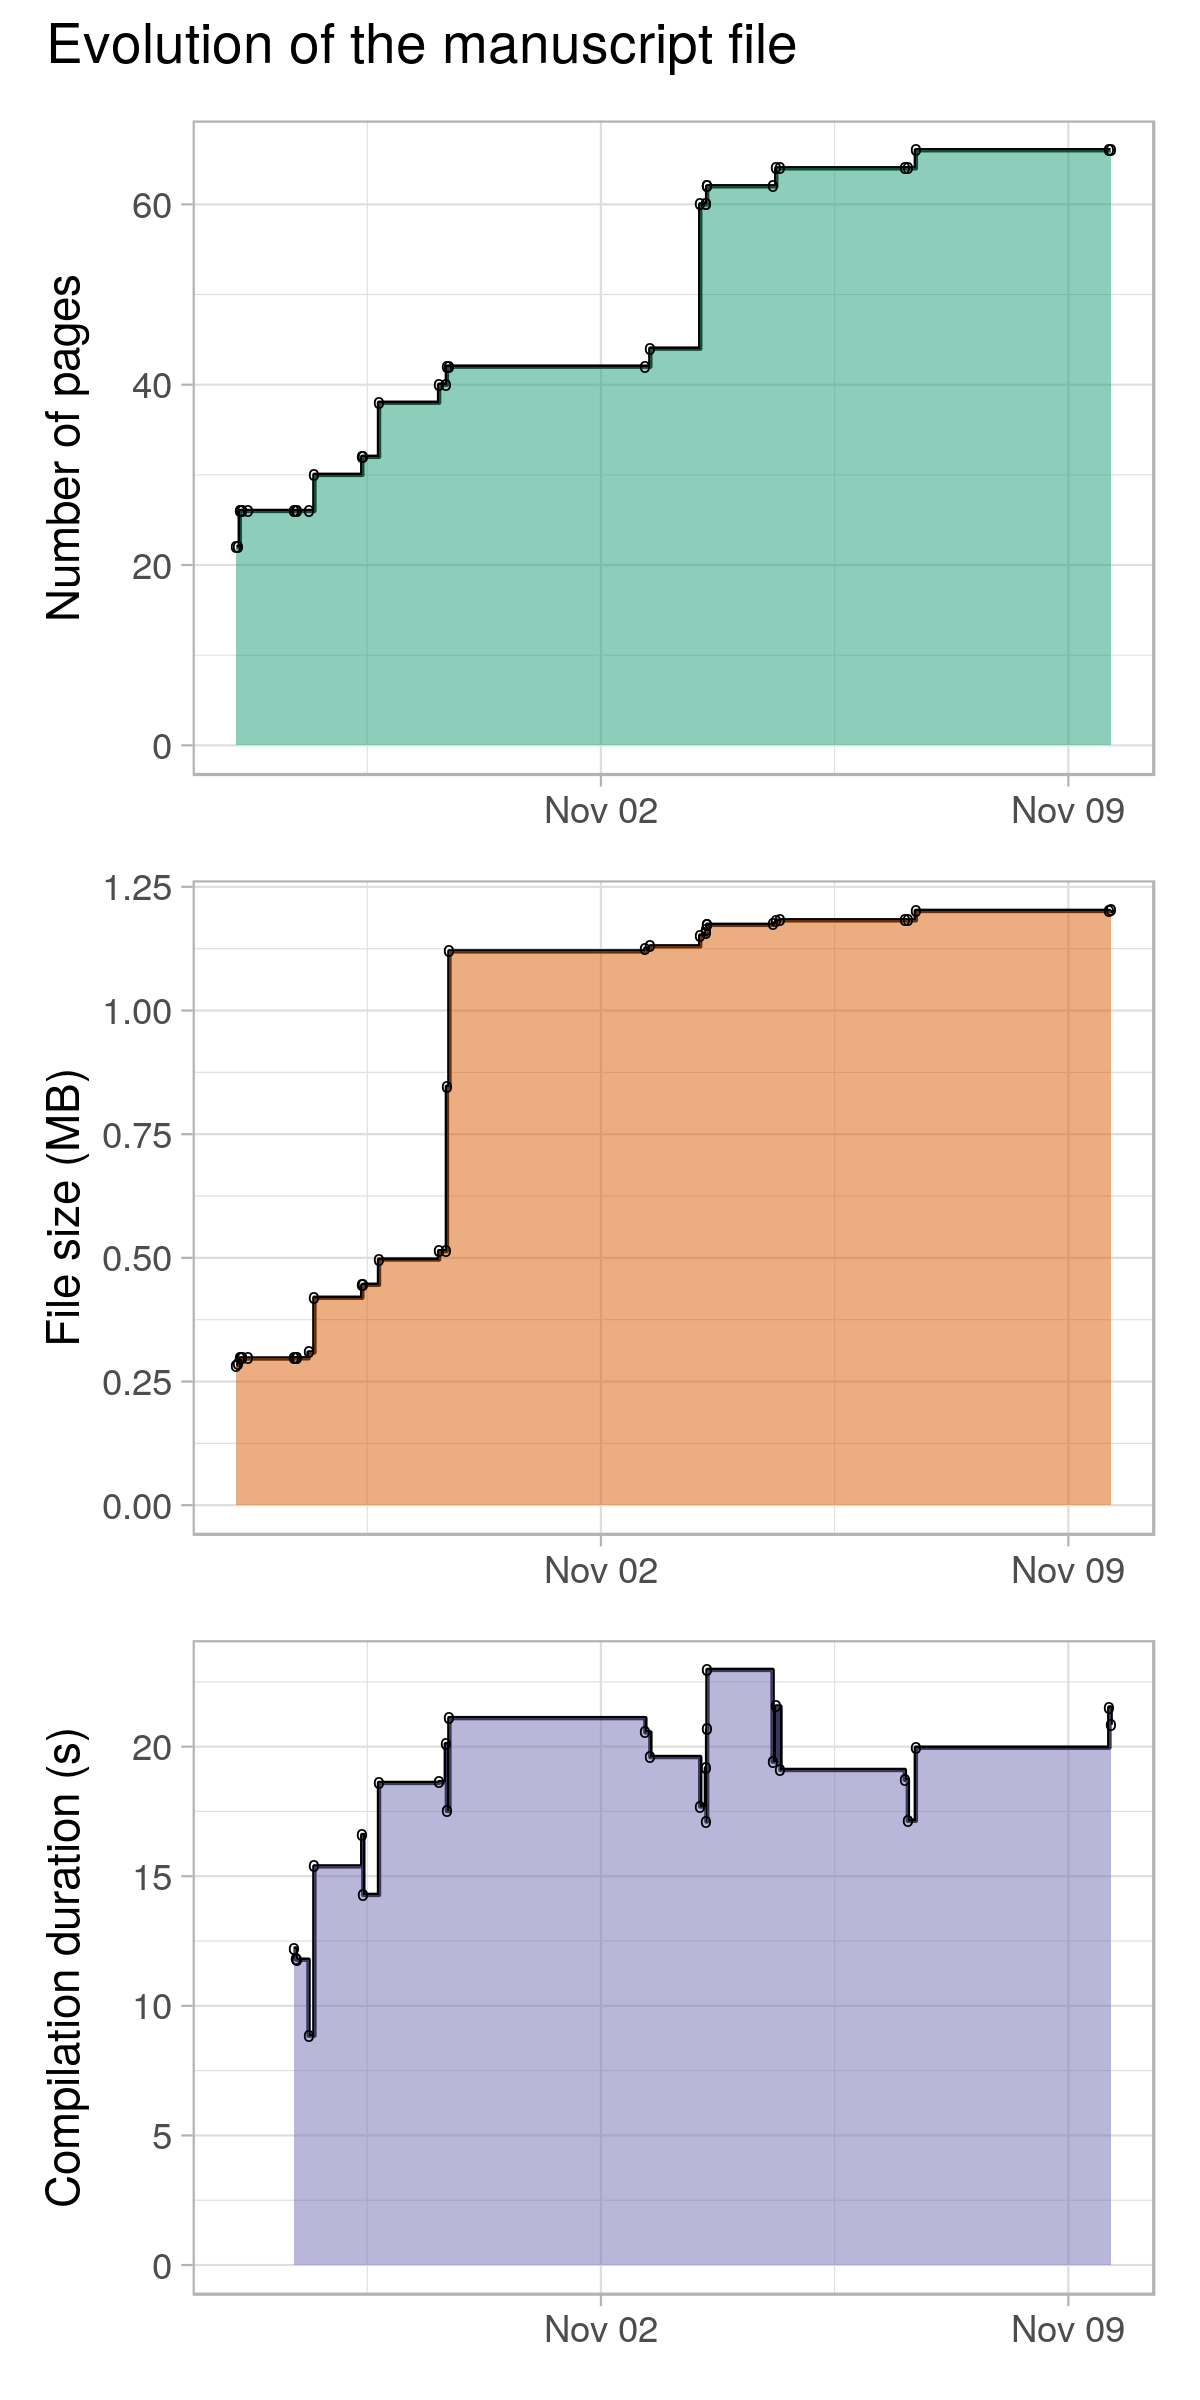 Evolution of the manuscript file
Number of pages
60
40
20
0
Nov 02
Nov 09
File size (MB)
1.25
1.00
0.75
0.50
0.25
0.00
Nov 02
Nov 09
Compilation duration (s)
20
15
10
5
0
Nov 02
Nov 09